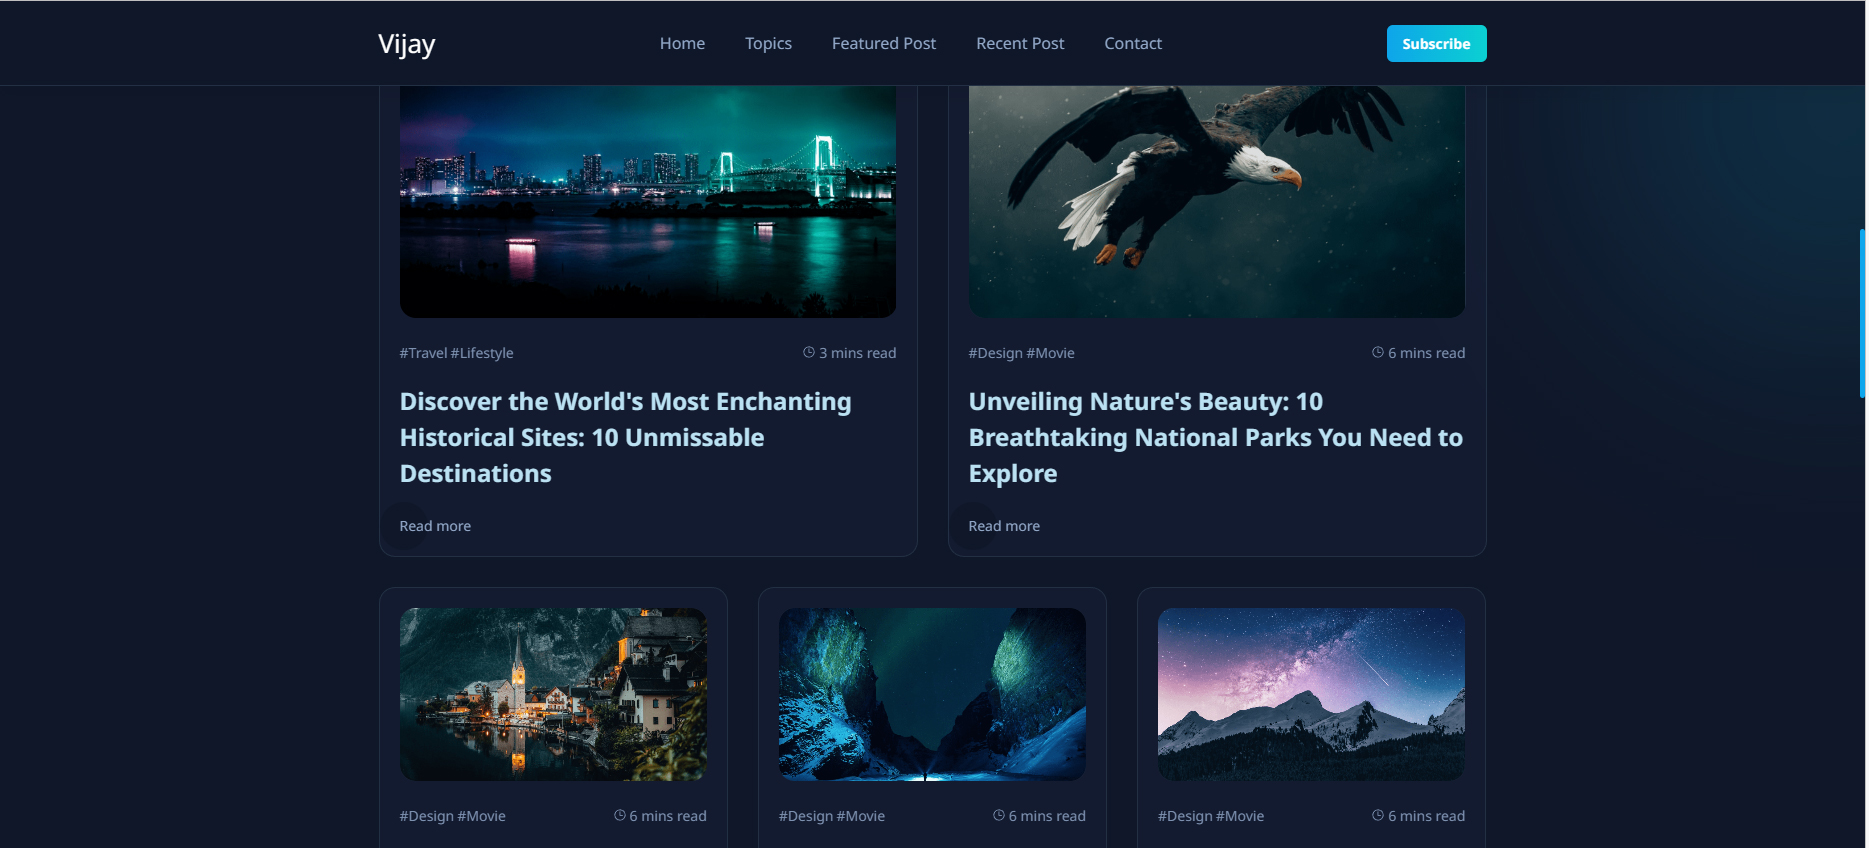 Vijay
Home
Topics
Featured Post
Recent Post
Contact
Subscribe
#Travel #Lifestyle
3 mins read
Discover the World's Most Enchanting
Historical Sites: 10 Unmissable
Destinations
Read more
#Design #Movie
6 mins read
Unveiling Nature's Beauty: 10
Breathtaking National Parks You Need to
Explore
Read more
#Design #Movie
6 mins read
#Design #Movie
6 mins read
#Design #Movie
6 mins read